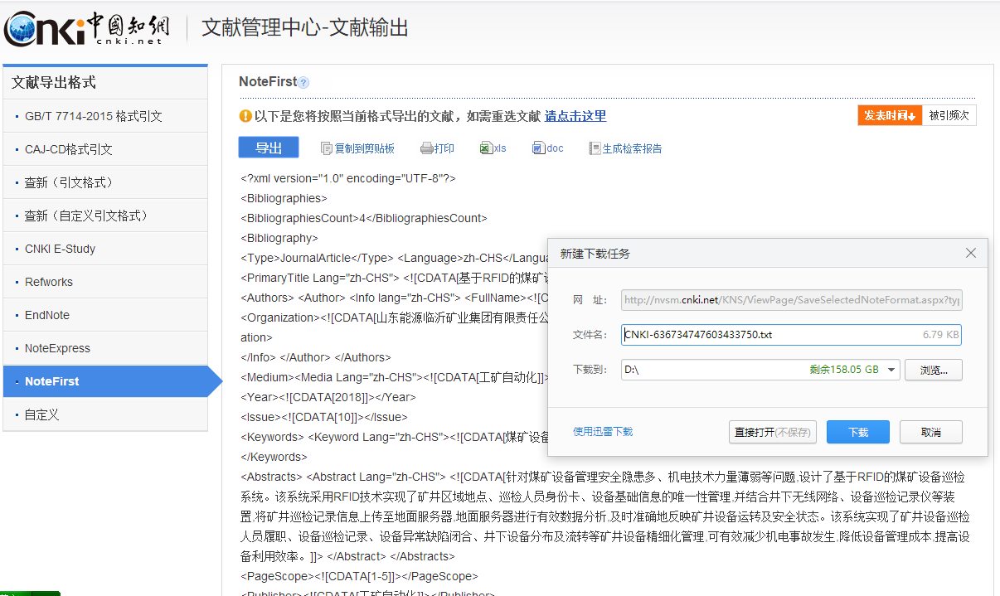 Cnki中國知網
cnki.net
文献管理中心-文献输出
文献导出格式
GB/T 7714-2015 格式引文
CAJ-CD格式引文
查新（引文格式）
查新（自定义引文格式）
CNKI E-Study
Refworks
EndNote
NoteExpress
NoteFirst
自定义
NoteFirst?
以下是您将按照当前格式导出的文献，如需重选文献 请点击这里
发表时间 被引频次
导出 复制到剪贴板 打印 xls doc 生成检索报告
<?xml version="1.0" encoding="UTF-8"?>
<Bibliographies>
<BibliographiesCount>4</BibliographiesCount>
<Bibliography>
<Type>JournalArticle</Type> <Language>zh-CHS</Langua
<PrimaryTitle Lang="zh-CHS"> <![CDATA[基于RFID的煤矿设
<Authors> <Author> <Info lang="zh-CHS"> <FullName><![C
<Organization><![CDATA[山东能源临沂矿业集团有限责任公
ation>
</Info> </Author> </Authors>
<Medium><Media Lang="zh-CHS"><![CDATA[工矿自动化]]>
<Year><![CDATA[2018]]></Year>
<Issue><![CDATA[10]]></Issue>
<Keywords> <Keyword Lang="zh-CHS"><![CDATA[煤矿设备
</Keywords>
<Abstracts> <Abstract Lang="zh-CHS"> <![CDATA[针对煤矿设备管理安全隐患多、机电技术力量薄弱等问题,设计了基于RFID的煤矿设备巡检
系统。该系统采用RFID技术实现了矿井区域地点、巡检人员身份卡、设备基础信息的唯一性管理,并结合井下无线网络、设备巡检记录仪等装
置,将矿井巡检记录信息上传至地面服务器,地面服务器进行有效数据分析,及时准确地反映矿井设备运转及安全状态。该系统实现了矿井设备巡检
人员履职、设备巡检记录、设备异常缺陷闭合、井下设备分布及流转等矿井设备精细化管理,可有效减少机电事故发生,降低设备管理成本,提高设
备利用效率。]]> </Abstract> </Abstracts>
<PageScope><![CDATA[1-5]]></PageScope>
<Publisher><![CDATA[工矿自动化]]></Publisher>
新建下载任务
网 址： http://nvsm.cnki.net/KNS/ViewPage/SaveSelectedNoteFormat.aspx?typ
文件名： CNKI-636734747603433750.txt 6.79 KB
下载到： D:\ 剩余158.05 GB 浏览...
使用迅雷下载 直接打开(不保存) 下载 取消